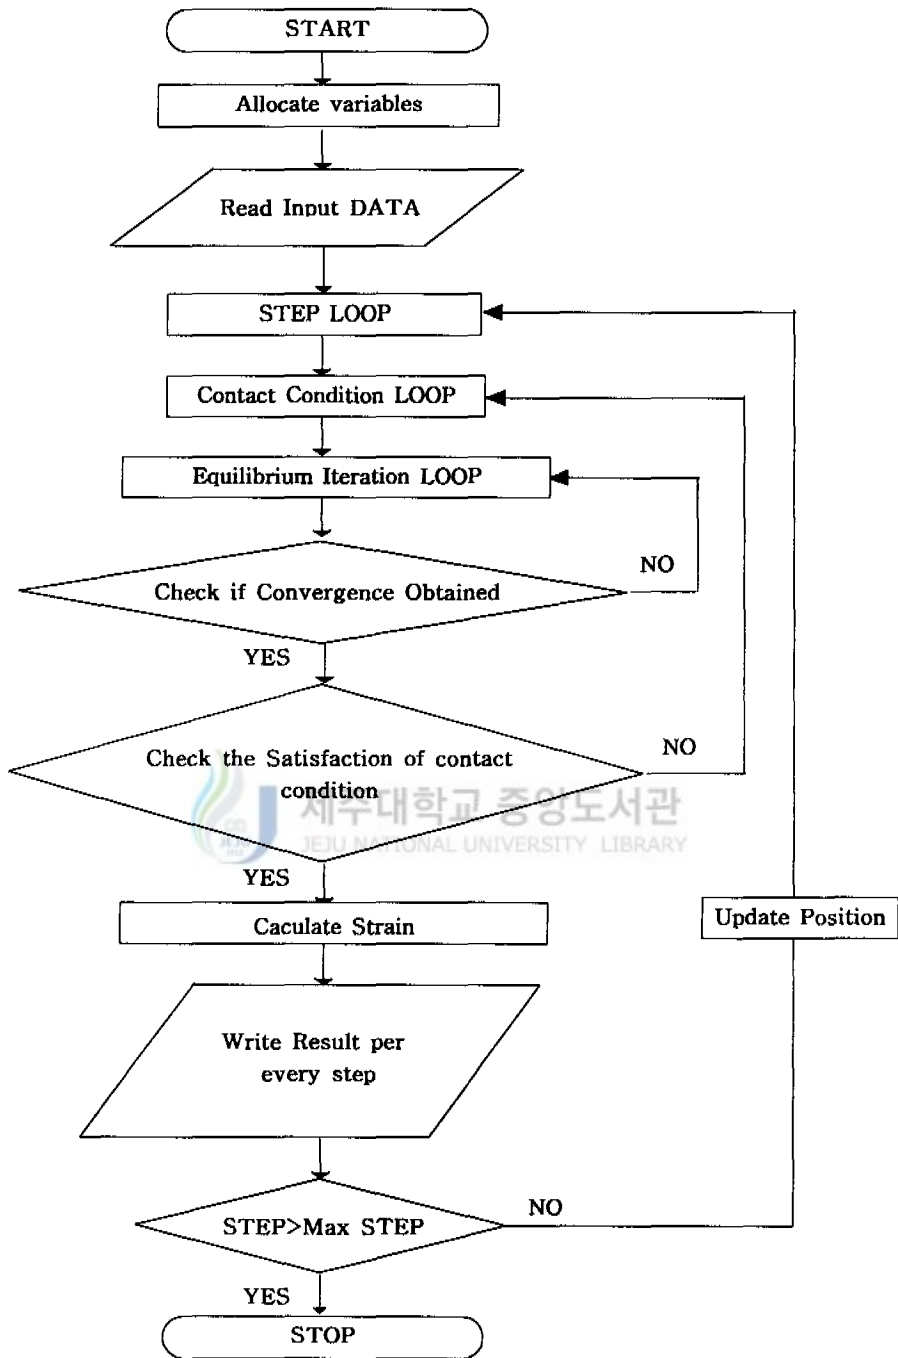 START
Allocate variables
Read Input DATA
STEP LOOP
Contact Condition LOOP
Equilibrium Iteration LOOP
NO
Check if Convergence Obtained
YES
NO
Check the Satisfaction of contact
condition
제주대학교 중앙도서관
JEJU NATIONAL UNIVERSITY LIBRARY
YES
Caculate Strain
Update Position
Write Result per
every step
NO
STEP>Max STEP
YES
STOP